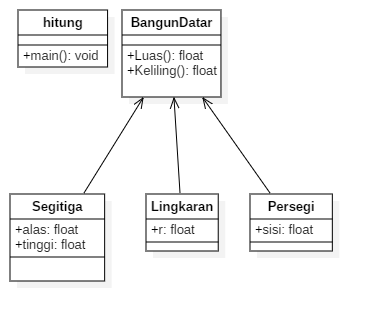 hitung
+main(): void
BangunDatar
+Luas(): float
+Keliling(): float
Segitiga
+alas: float
+tinggi: float
Lingkaran
+r: float
Persegi
+sisi: float